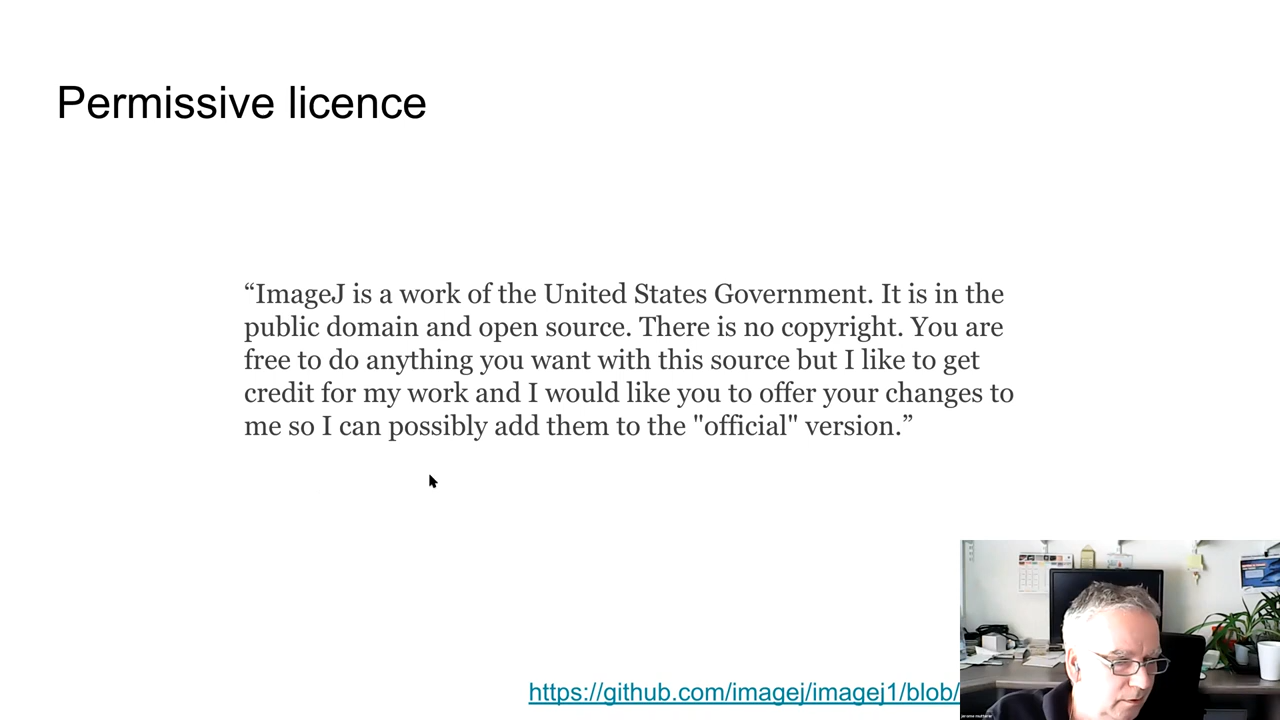 Permissive licence
“ImageJ is a work of the United States Government. It is in the
public domain and open source. There is no copyright. You are
free to do anything you want with this source but I like to get
credit for my work and I would like you to offer your changes to
me so I can possibly add them to the "official" version.”
https://github.com/imagej/imagej1/blob/